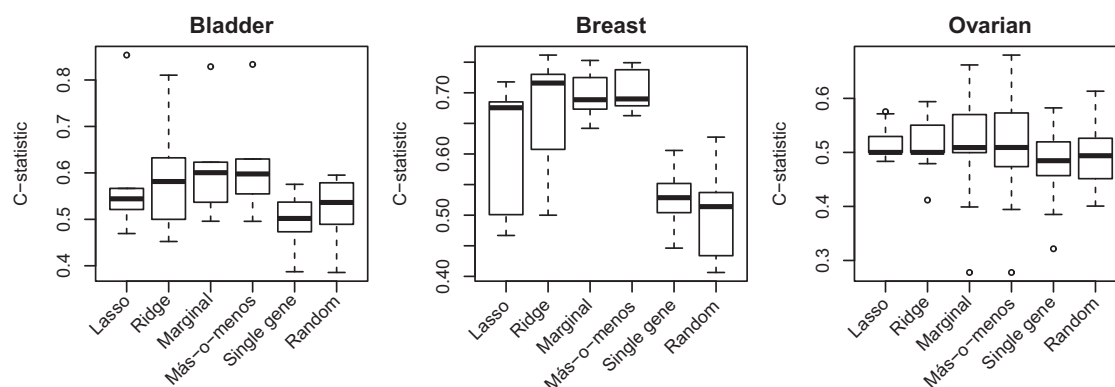 Bladder
C−statistic
0.8
0.7
0.6
0.5
0.4
Lasso
Ridge
Marginal
Más−o−menos
Single gene
Random
Breast
C−statistic
0.70
0.60
0.50
0.40
Lasso
Ridge
Marginal
Más−o−menos
Single gene
Random
Ovarian
C−statistic
0.6
0.5
0.4
0.3
Lasso
Ridge
Marginal
Más−o−menos
Single gene
Random